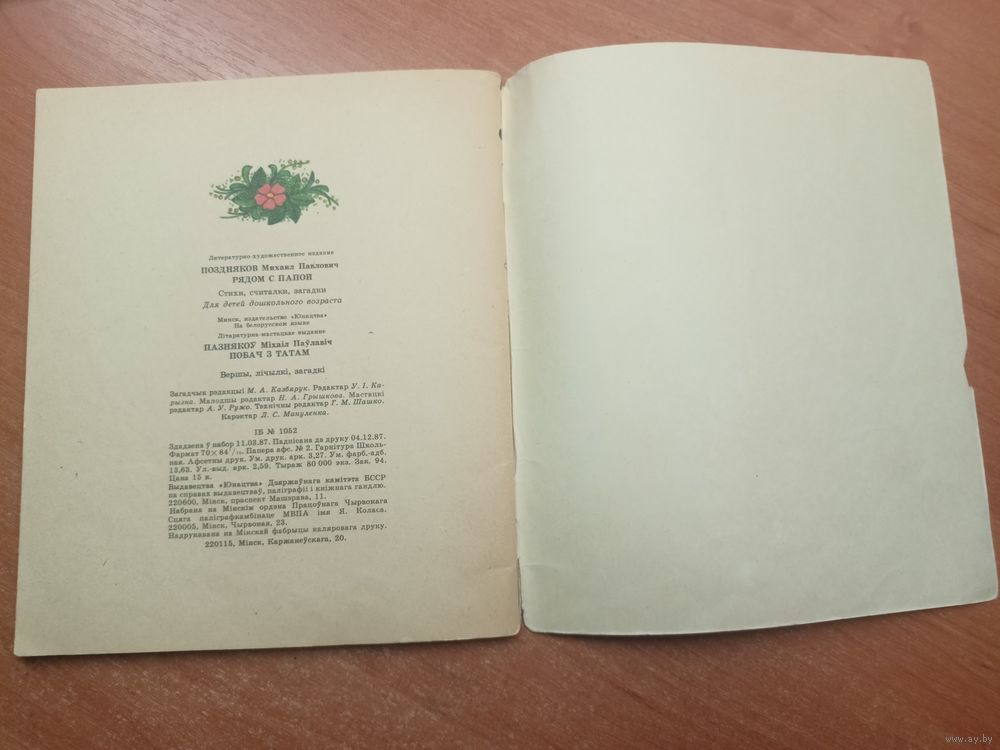 Литературно-художественное издание
ПОЗДНЯКОВ Михаил Павлович
РЯДОМ С ПАПОЙ
Стихи, считалки, загадки
Для детей дошкольного возраста
Минск, издательство «Юнацтва»
На белорусском языке
Літаратурна-мастацкае выданне
ПАЗНЯКОЎ Міхаіл Паўлавіч
ПОБАЧ З ТАТАМ
Вершы, лічылкі, загадкі
Загадчык рэдакцыі М. А. Казбярук. Рэдактар У. І. Ка-
рызна. Малодшы рэдактар Н. А. Грышкова. Мастацкі
рэдактар А. У. Ружо. Тэхнічны рэдактар Г. М. Шашко.
Карэктар Л. С. Мануленка.
ІБ № 1052
Здадзена ў набор 11.03.87. Падпісана да друку 04.12.87.
Фармат 70×84 1/16. Папера афс. № 2. Гарнітура Школь-
ная. Афсетны друк. Ум. друк. арк. 3,27. Ум. фарб.-адб.
13,63. Ул.-выд. арк. 2,59. Тыраж 80 000 экз. Зак. 94.
Цана 15 к.
Выдавецтва «Юнацтва» Дзяржаўнага камітэта БССР
па справах выдавецтваў, паліграфіі і кніжнага гандлю.
220600, Мінск, праспект Машэрава, 11.
Набрана на Мінскім ордэна Працоўнага Чырвонага
Сцяга паліграфкамбінаце МВПА імя Я. Коласа.
220005, Мінск, Чырвоная, 23.
Надрукавана на Мінскай фабрыцы каляровага друку.
220115, Мінск, Каржанеўскага, 20.
www.ay.by